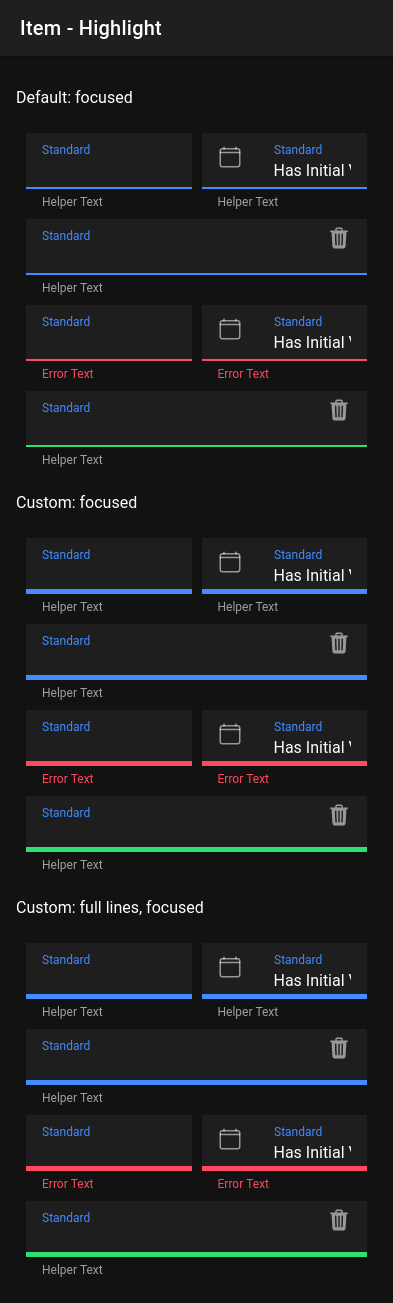 Item - Highlight
Default: focused
Standard
Standard
Has Initial
Helper Text
Helper Text
Standard
Helper Text
Standard
Standard
Has Initial
Error Text
Error Text
Standard
Helper Text
Custom: focused
Standard
Standard
Has Initial
Helper Text
Helper Text
Standard
Helper Text
Standard
Standard
Has Initial
Error Text
Error Text
Standard
Helper Text
Custom: full lines, focused
Standard
Standard
Has Initial
Helper Text
Helper Text
Standard
Helper Text
Standard
Standard
Has Initial
Error Text
Error Text
Standard
Helper Text